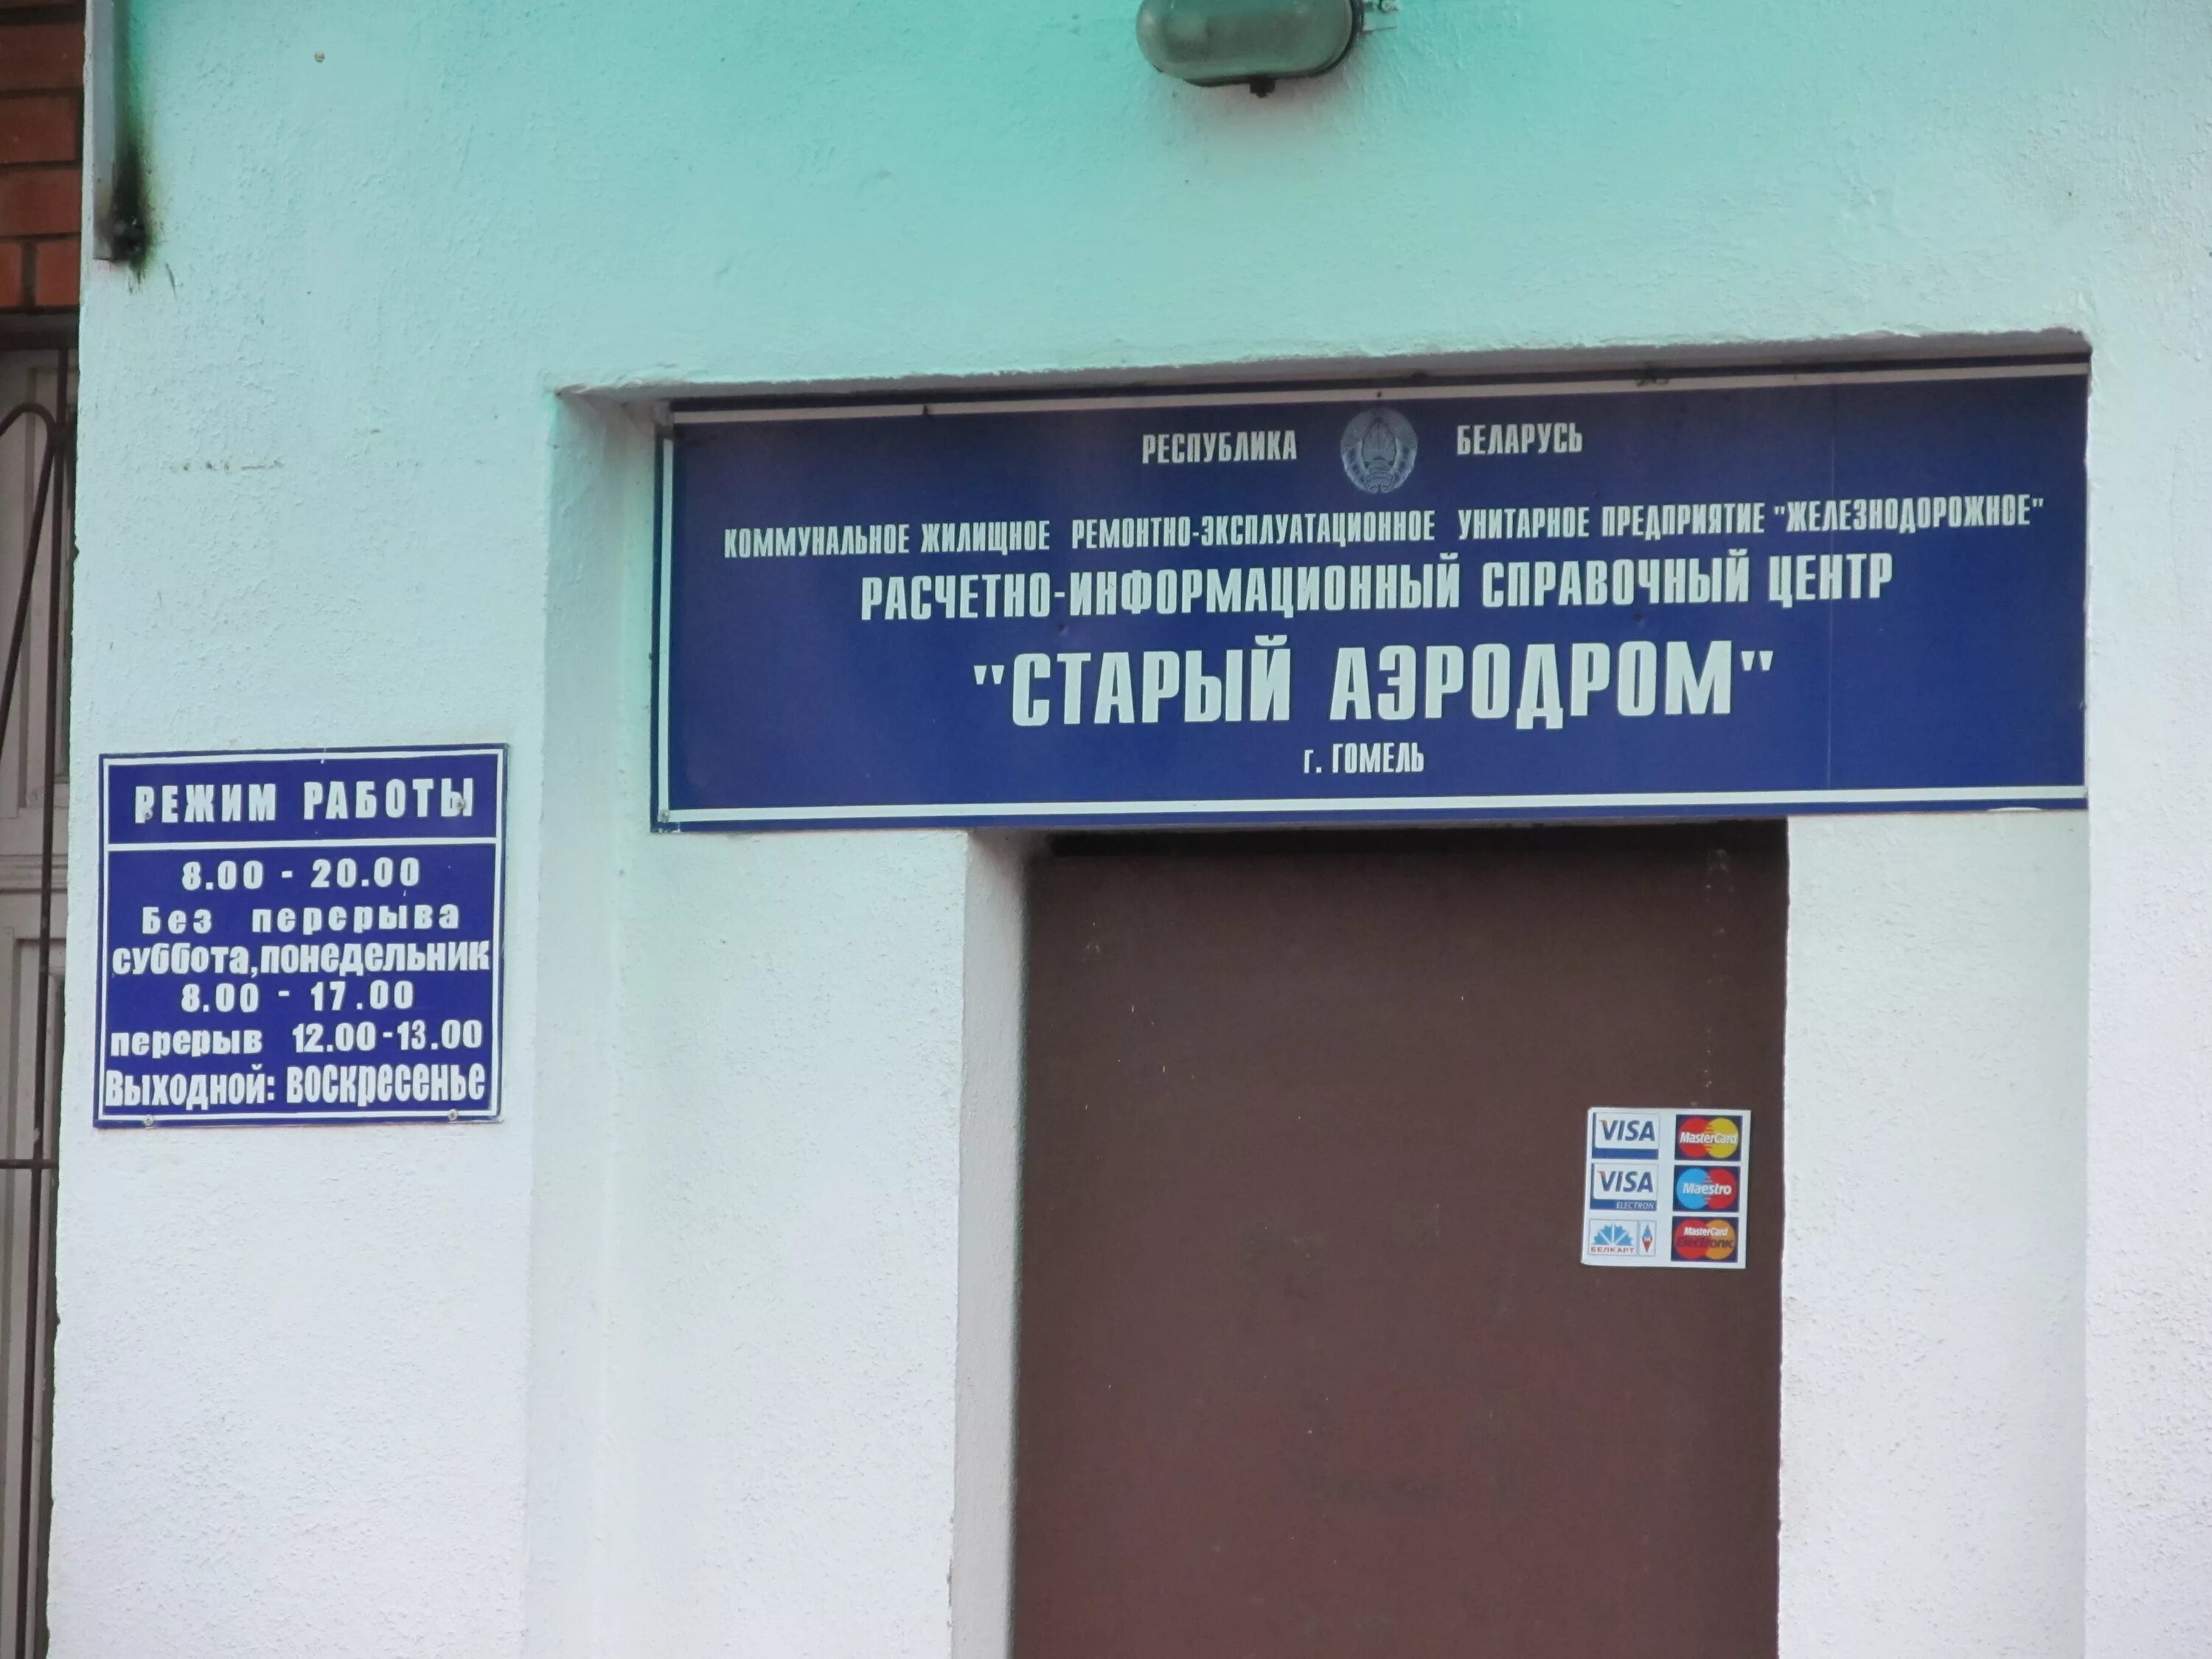 РЕСПУБЛИКА БЕЛАРУСЬ
КОММУНАЛЬНОЕ ЖИЛИЩНОЕ РЕМОНТНО-ЭКСПЛУАТАЦИОННОЕ УНИТАРНОЕ ПРЕДПРИЯТИЕ "ЖЕЛЕЗНОДОРОЖНОЕ"
РАСЧЕТНО-ИНФОРМАЦИОННЫЙ СПРАВОЧНЫЙ ЦЕНТР
"СТАРЫЙ АЭРОДРОМ"
г. ГОМЕЛЬ
РЕЖИМ РАБОТЫ
8.00 - 20.00
Без перерыва
суббота,понедельник
8.00 - 17.00
перерыв 12.00-13.00
Выходной: воскресенье
VISA MasterCard
VISA Maestro
ELECTRON
БЕЛКАРТ MasterCard
Electronic